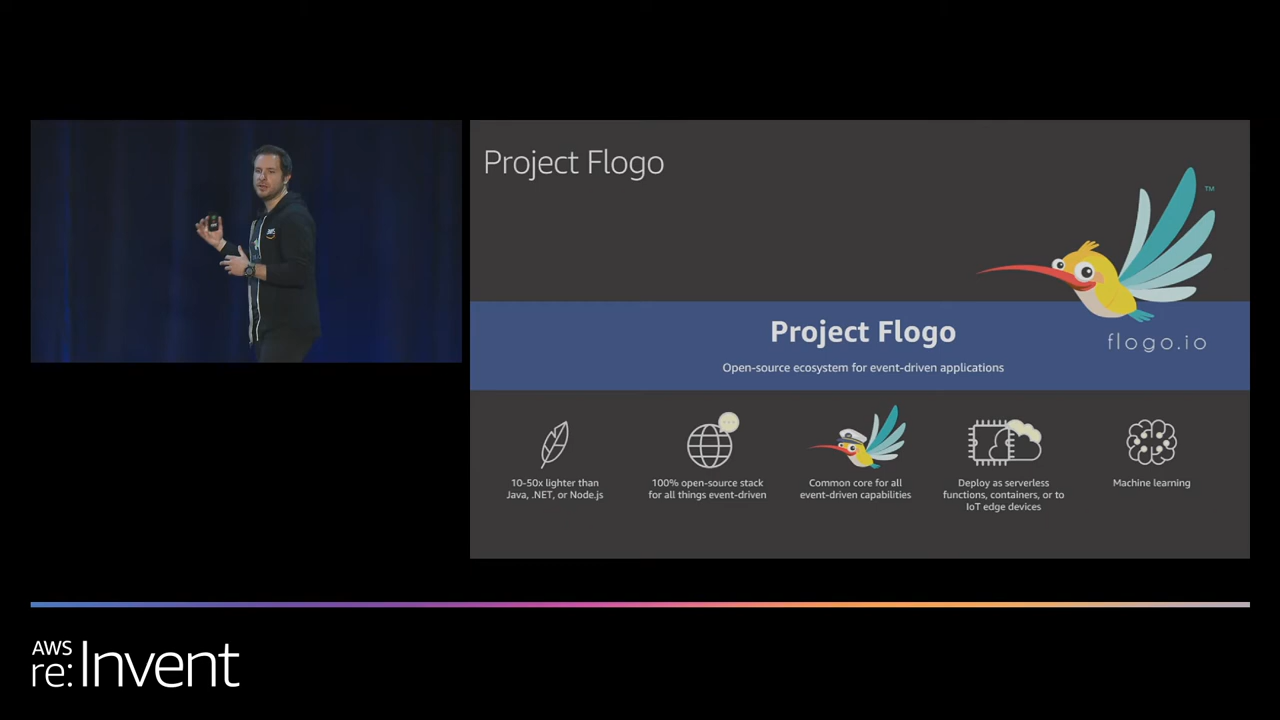 Project Flogo
TM
Project Flogo
flogo.io
Open-source ecosystem for event-driven applications
10-50x lighter than
Java, .NET, or Node.js
100% open-source stack
for all things event-driven
Common core for all
event-driven capabilities
Deploy as serverless
functions, containers, or to
IoT edge devices
Machine learning
aws
AWS
re:Invent